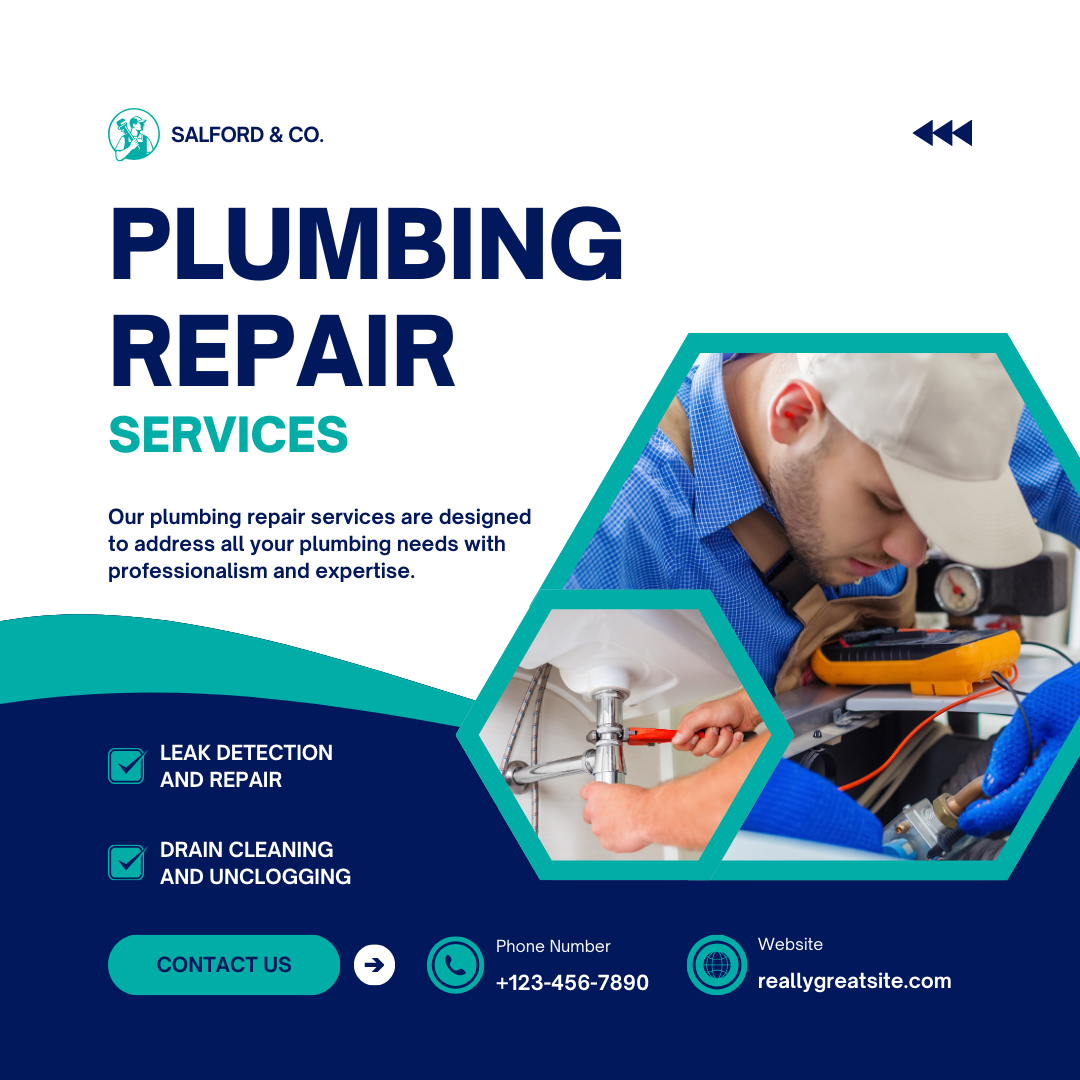 SALFORD & CO.
PLUMBING
REPAIR
SERVICES
Our plumbing repair services are designed
to address all your plumbing needs with
professionalism and expertise.
LEAK DETECTION
AND REPAIR
DRAIN CLEANING
AND UNCLOGGING
CONTACT US
Phone Number
+123-456-7890
Website
reallygreatsite.com